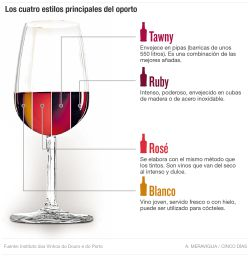 Los cuatro estilos principales del oporto
Tawny
Envejece en pipas (barricas de unos
550 litros). Es una combinación de las
mejores añadas.
Ruby
Intenso, poderoso, envejecido en cubas
de madera o de acero inoxidable.
Rosé
Se elabora con el mismo método que
los tintos. Son vinos que van del seco
al intenso y dulce.
Blanco
Vino joven, servido fresco o con hielo,
puede ser utilizado para cócteles.
Fuente: Instituto dos Vinhos do Douro e do Porto
A. MERAVIGLIA / CINCO DÍAS